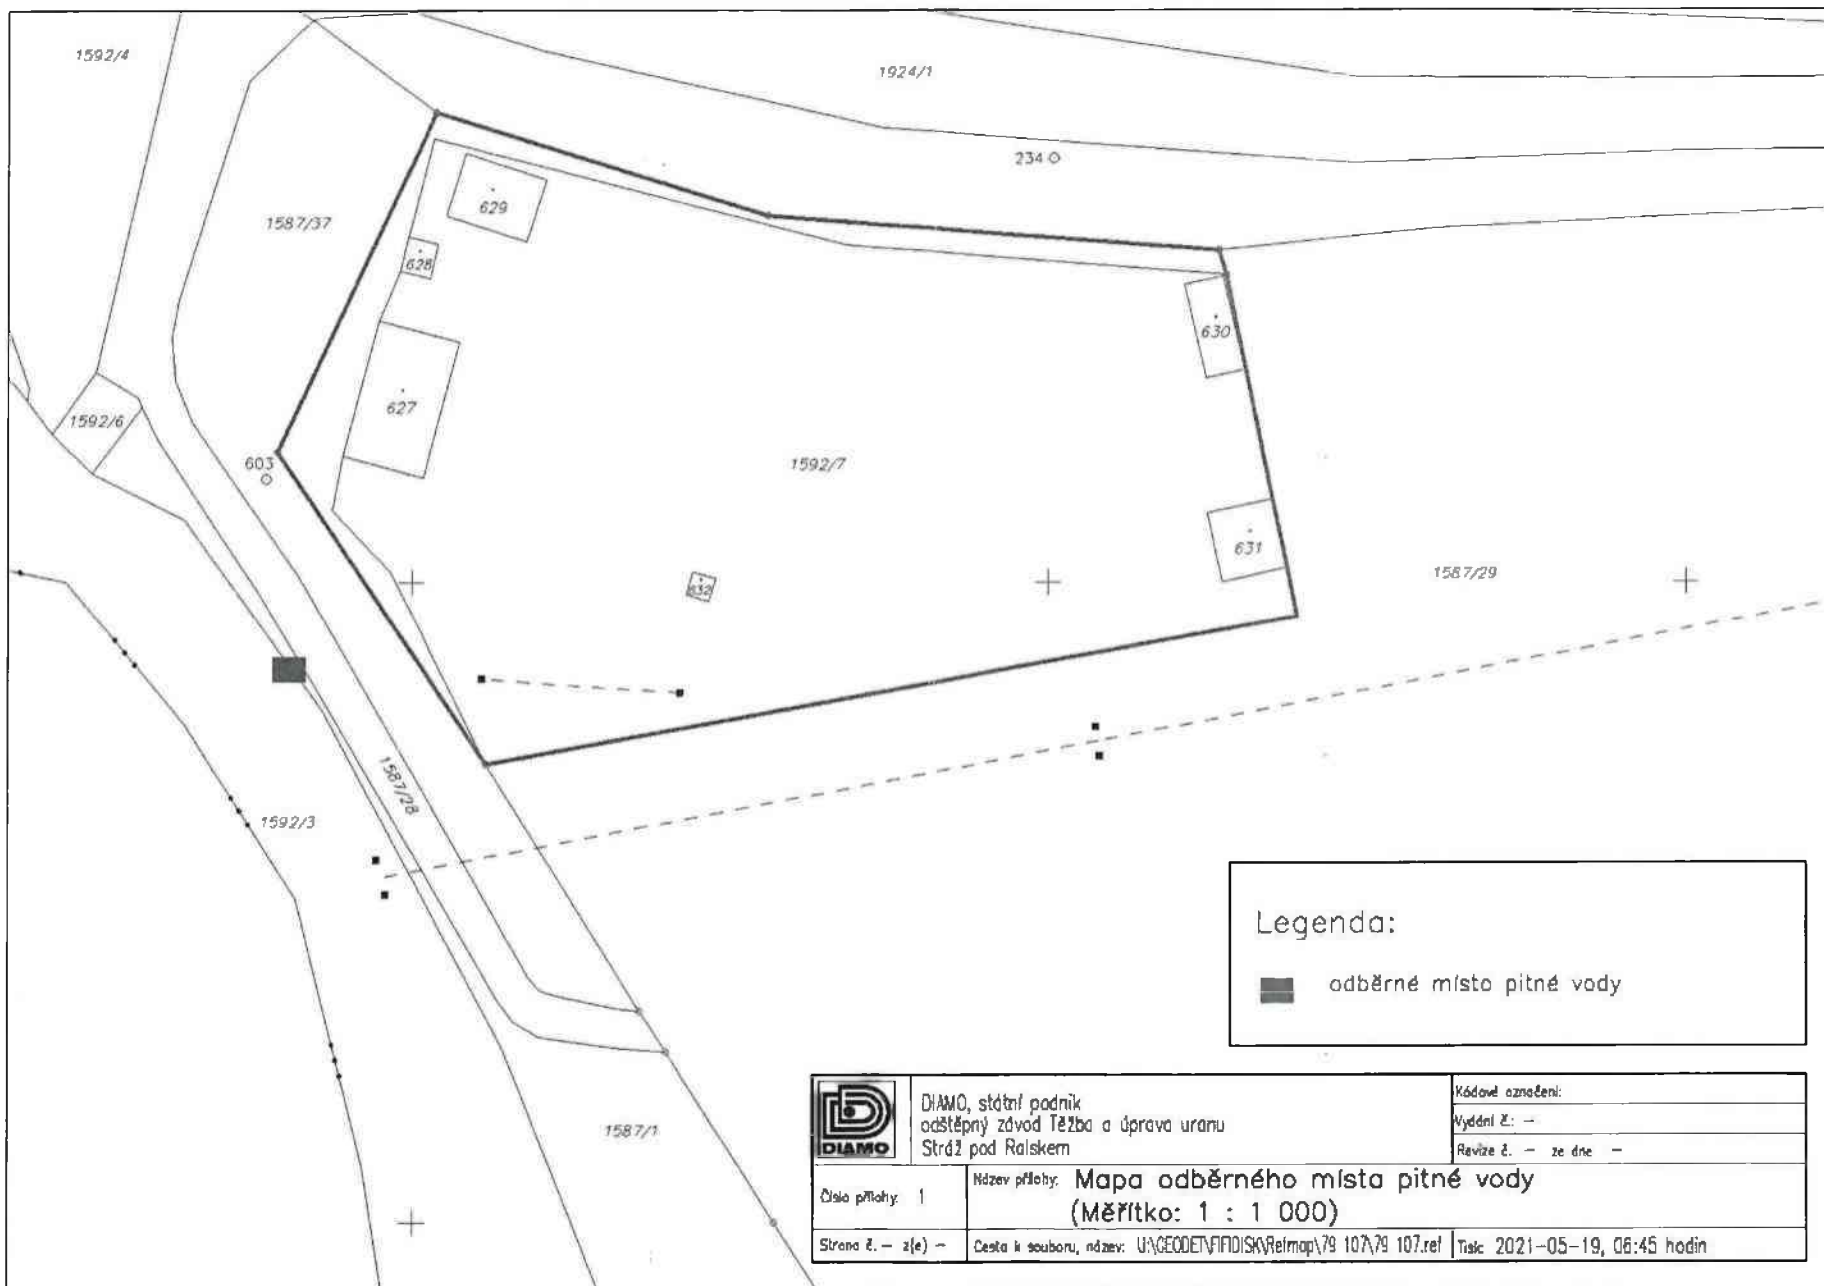 1592/4
1924/1
234
629
1587/37
628
630
627
1592/6
603
1592/7
631
1587/29
632
1587/28
1592/3
Legenda:
odběrné místo pitné vody
DIAMO
DIAMO, státní podnik
odštěpný závod Těžba a úprava uranu
Stráž pod Ralskem
Kódové označení:
Vydání č.: –
Revize č. – ze dne –
1587/1
Číslo přílohy: 1
Název přílohy: Mapa odběrného místa pitné vody
(Měřítko: 1 : 1 000)
Strana č. – z(e) –
Cesta k souboru, název: U:\GEODET\FIFIDISK\Refmap\79 107\79 107.ref
Tisk: 2021-05-19, 06:45 hodin